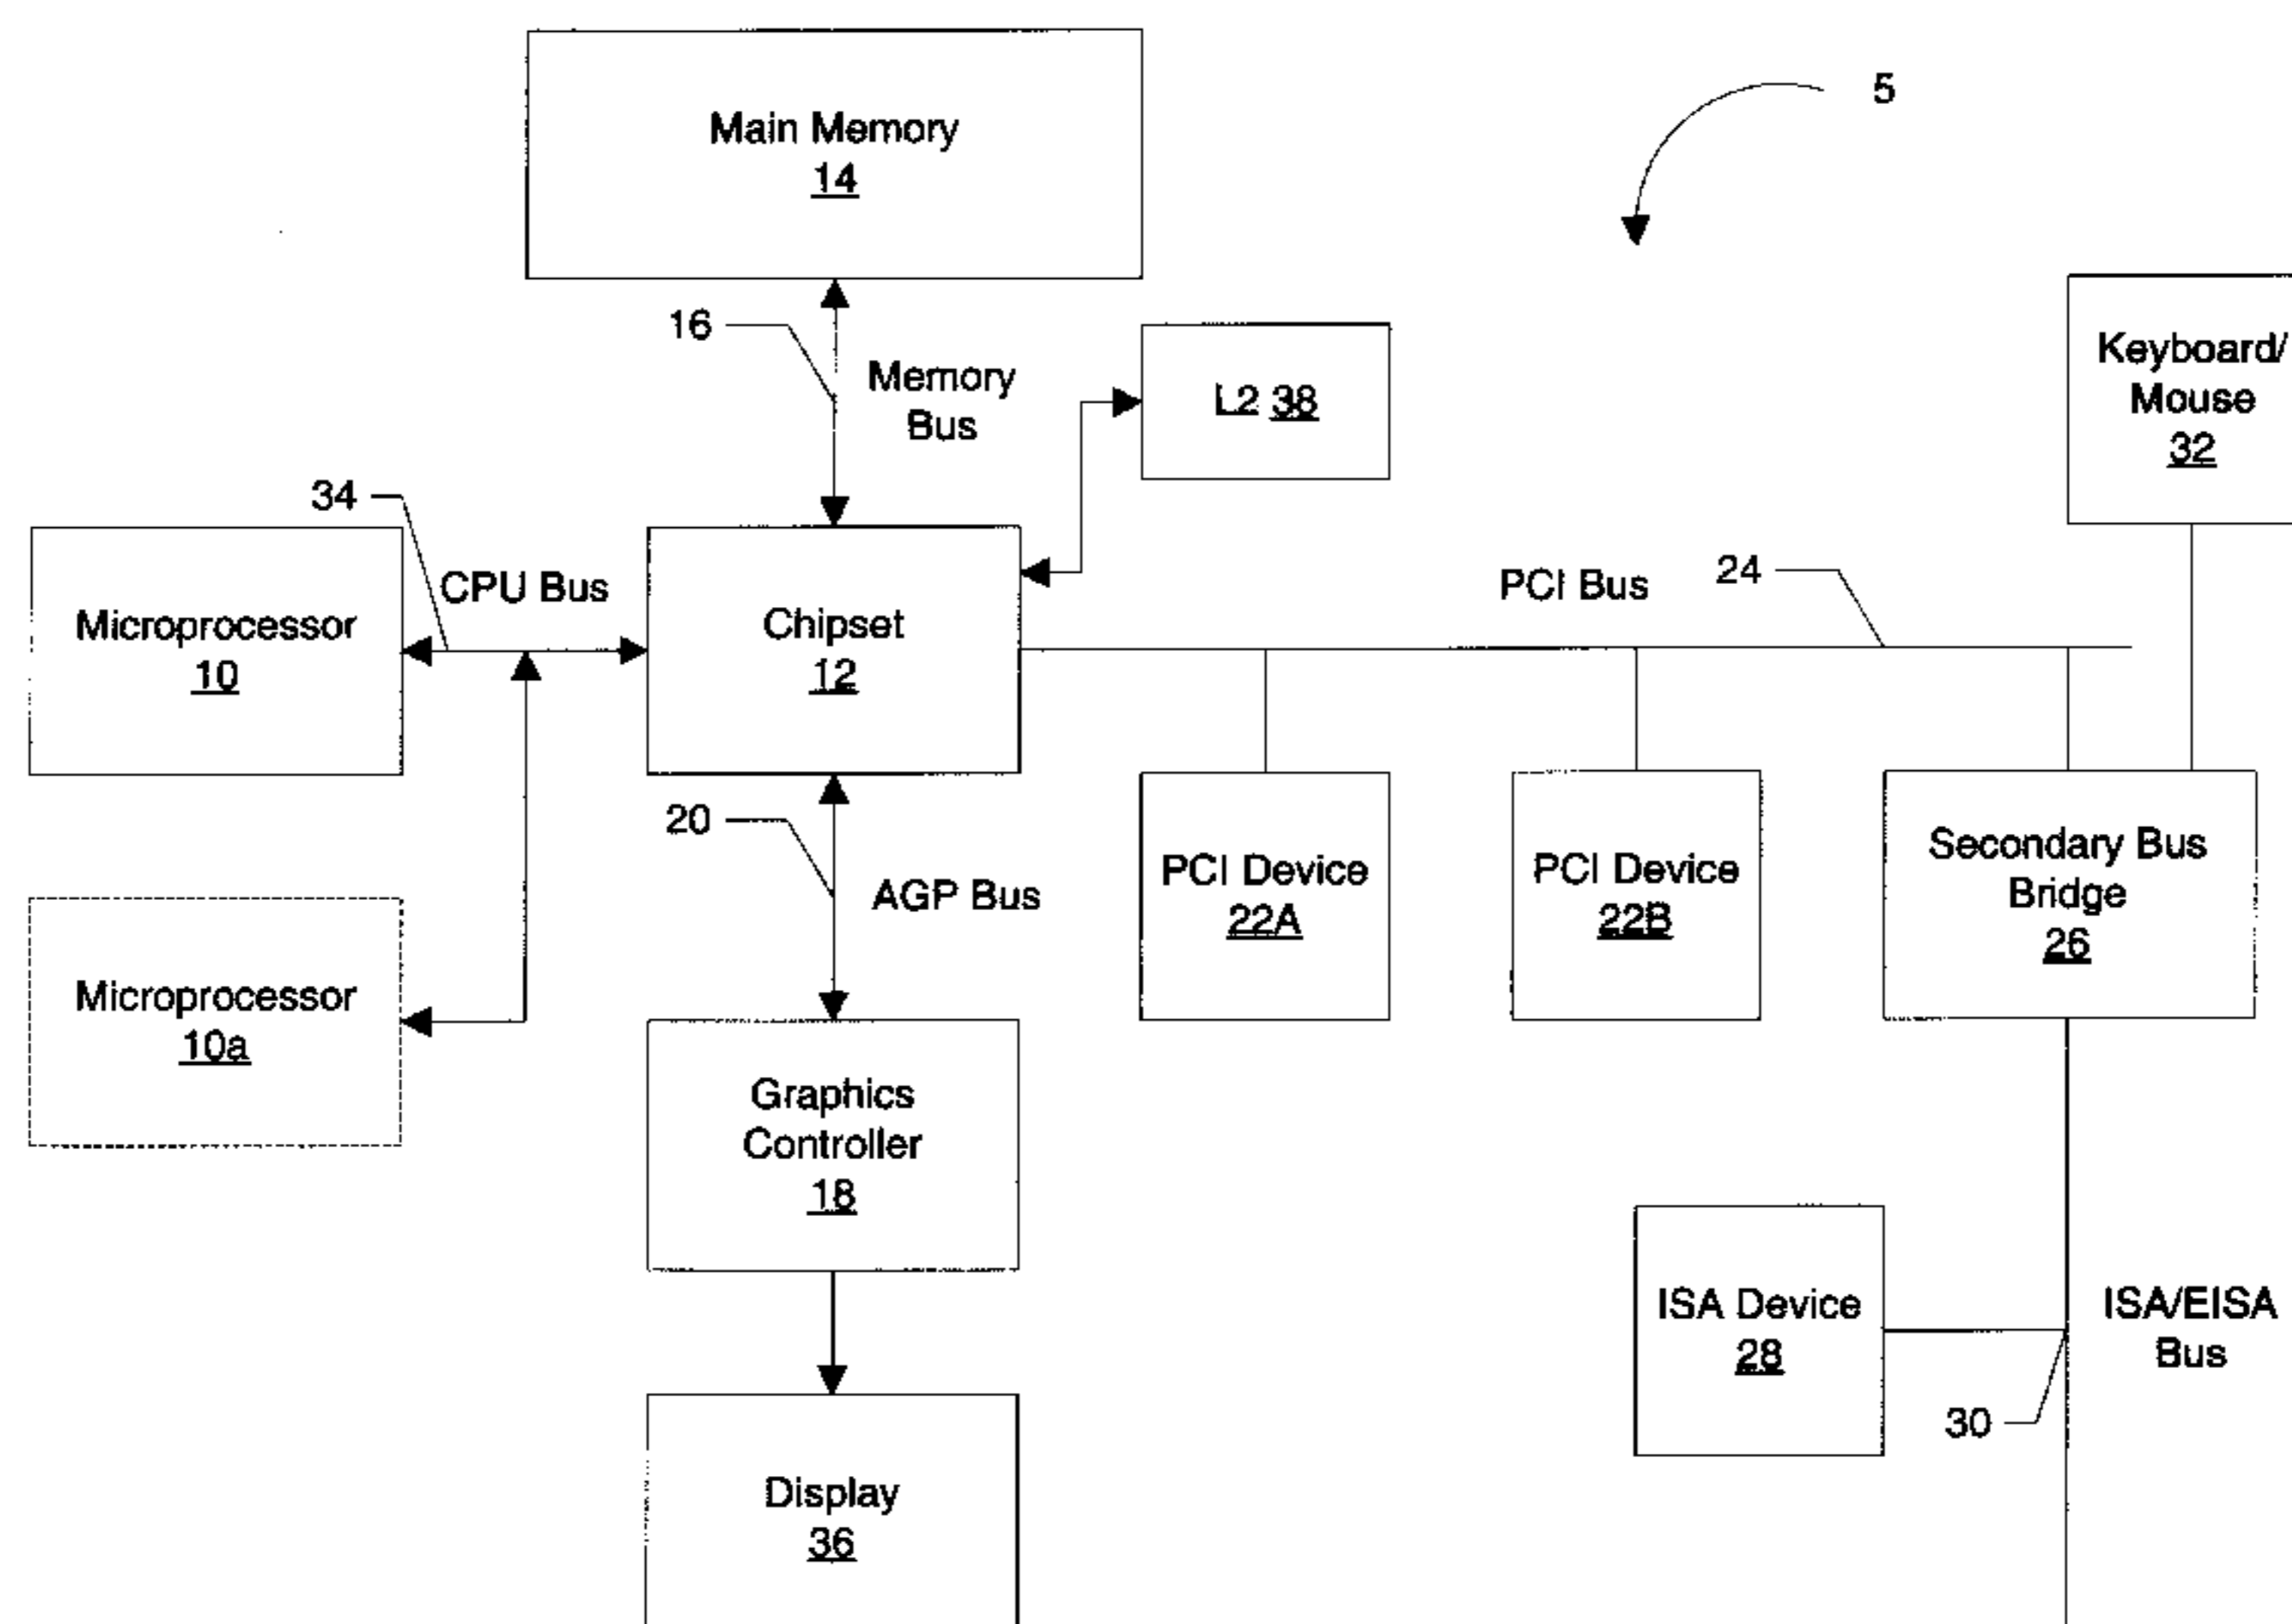 5
Main Memory
14
16
Memory
Bus
L2 38
Keyboard/
Mouse
32
34
CPU Bus
Microprocessor
10
Chipset
12
PCI Bus
24
20
AGP Bus
PCI Device
22A
PCI Device
22B
Secondary Bus
Bridge
26
Microprocessor
10a
Graphics
Controller
18
ISA Device
28
ISA/EISA
Bus
30
Display
36